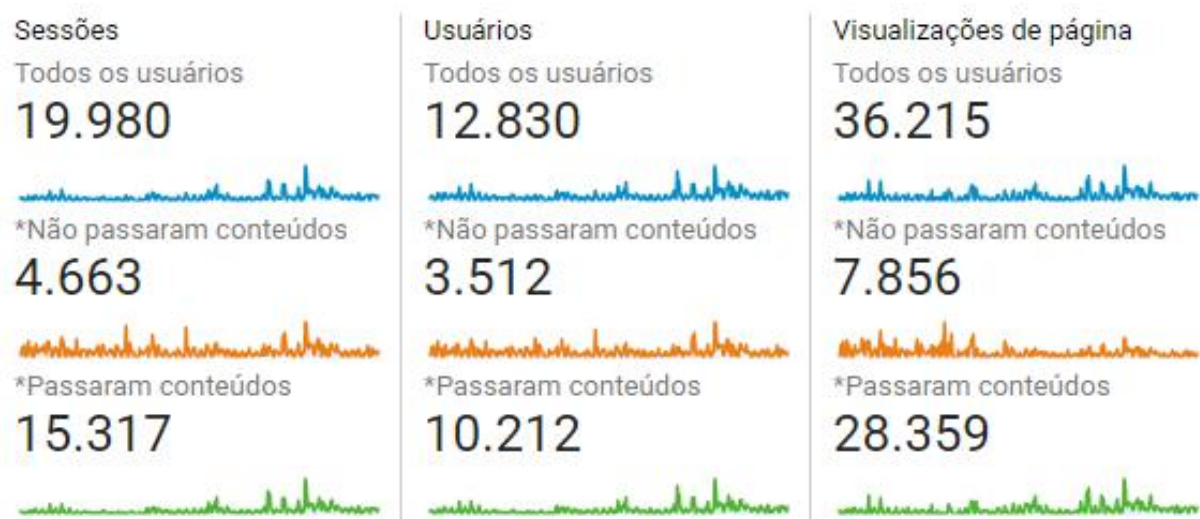 Sessões
Todos os usuários
19.980
*Não passaram conteúdos
4.663
*Passaram conteúdos
15.317
Usuários
Todos os usuários
12.830
*Não passaram conteúdos
3.512
*Passaram conteúdos
10.212
Visualizações de página
Todos os usuários
36.215
*Não passaram conteúdos
7.856
*Passaram conteúdos
28.359